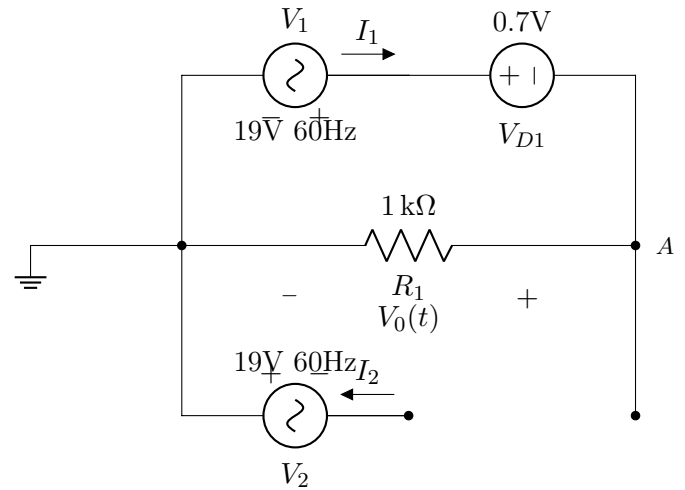 V1 0.7V
I1
+ −
− +
19V 60Hz
VD1
1 kΩ
A
R1
− +
V0(t)
19V 60Hz
+ −
I2
V2